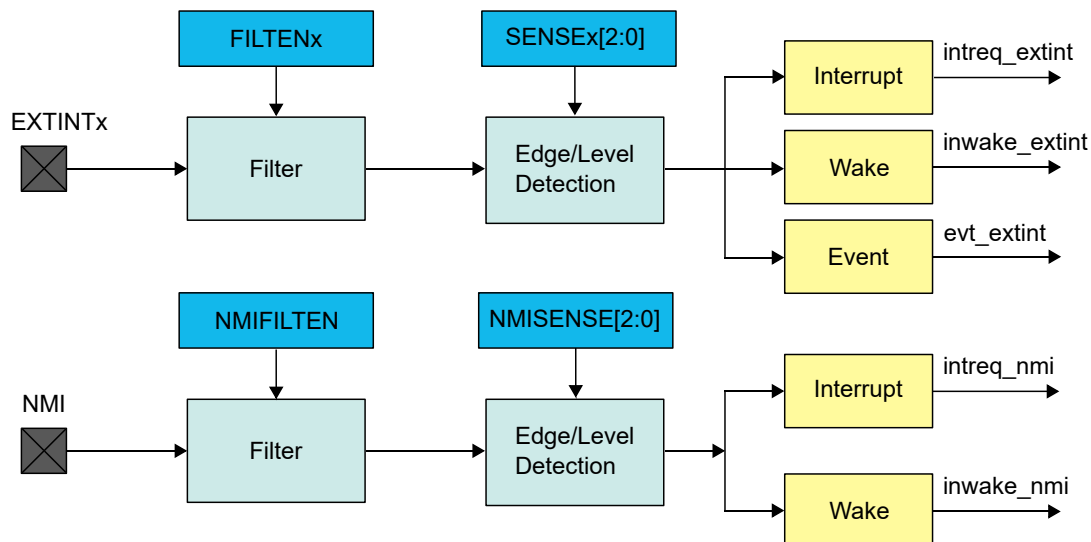 FILTENx
SENSEx[2:0]
EXTINTx
Filter
Edge/Level
Detection
Interrupt
intreq_extint
Wake
inwake_extint
Event
evt_extint
NMIFILTEN
NMISENSE[2:0]
NMI
Filter
Edge/Level
Detection
Interrupt
intreq_nmi
Wake
inwake_nmi